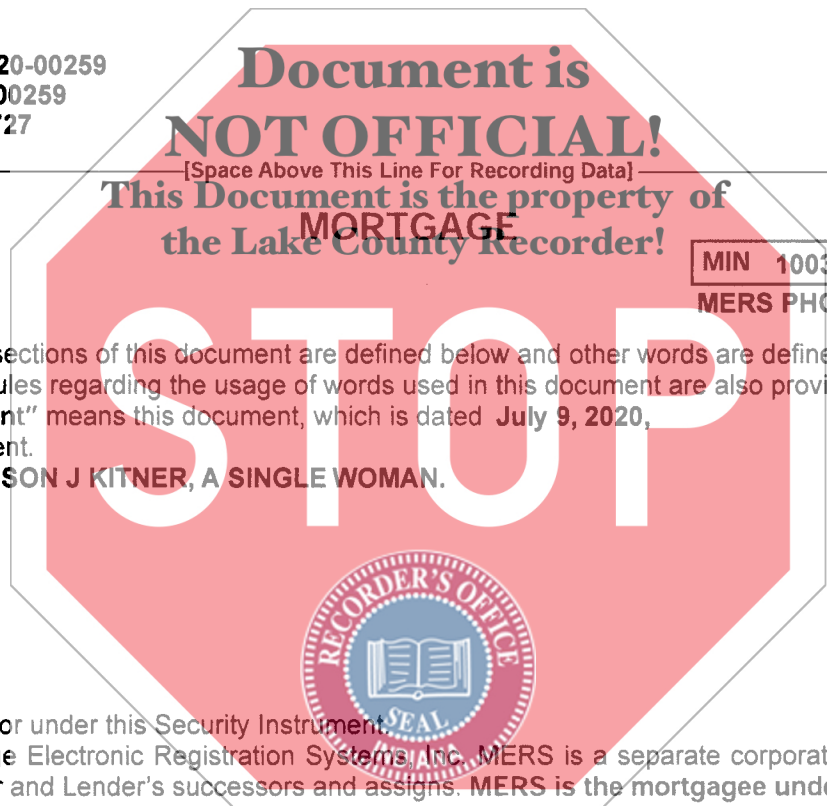 20-00259
00259
727
Document is
NOT OFFICIAL!
[Space Above This Line For Recording Data]
This Document is the property of
MORTGAGE
the Lake County Recorder!
MIN 1003
MERS PHO
sections of this document are defined below and other words are define
ules regarding the usage of words used in this document are also provi
nt" means this document, which is dated July 9, 2020,
ent.
SON J KITNER, A SINGLE WOMAN.
STOP
RECORDER'S OFFICE
SEAL
or under this Security Instrument.
e Electronic Registration Systems, Inc. MERS is a separate corporat
r and Lender's successors and assigns. MERS is the mortgagee unde